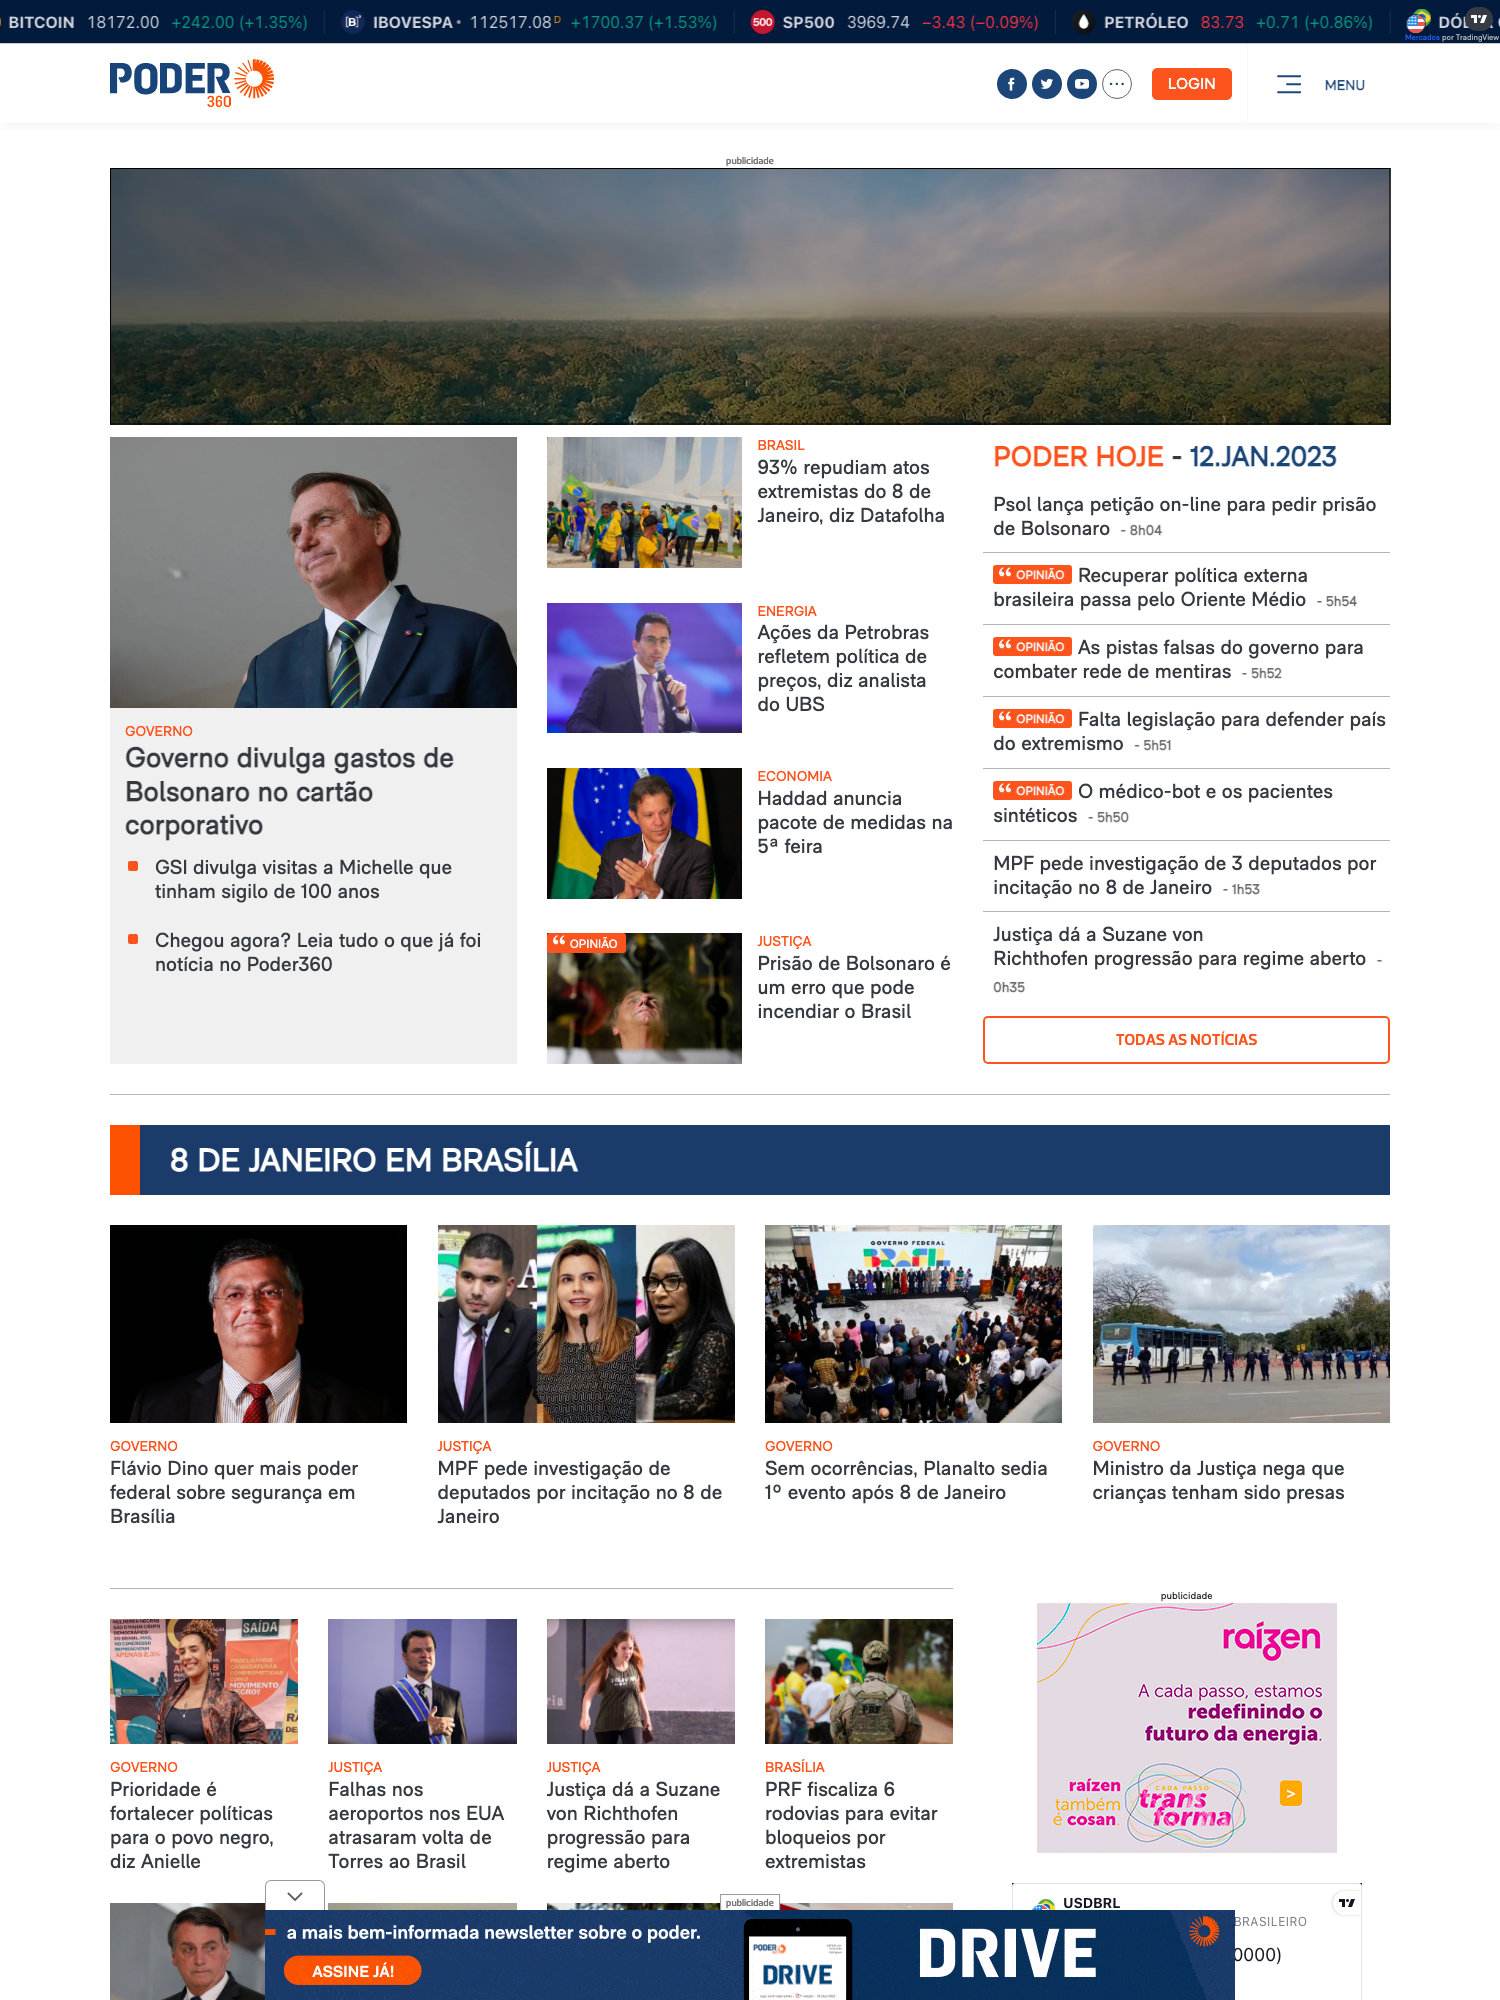 BITCOIN 18172.00 +242.00 (+1.35%) IBOVESPA 112517.08 D +1700.37 (+1.53%) SP500 3969.74 −3.43 (−0.09%) PETRÓLEO 83.73 +0.71 (+0.86%)
Mercados por TradingView
PODER
360
LOGIN
MENU
publicidade
GOVERNO
Governo divulga gastos de
Bolsonaro no cartão
corporativo
GSI divulga visitas a Michelle que
tinham sigilo de 100 anos
Chegou agora? Leia tudo o que já foi
notícia no Poder360
BRASIL
93% repudiam atos
extremistas do 8 de
Janeiro, diz Datafolha
ENERGIA
Ações da Petrobras
refletem política de
preços, diz analista
do UBS
ECONOMIA
Haddad anuncia
pacote de medidas na
5ª feira
“ OPINIÃO
JUSTIÇA
Prisão de Bolsonaro é
um erro que pode
incendiar o Brasil
PODER HOJE - 12.JAN.2023
Psol lança petição on-line para pedir prisão
de Bolsonaro - 8h04
“ OPINIÃO Recuperar política externa
brasileira passa pelo Oriente Médio - 5h54
“ OPINIÃO As pistas falsas do governo para
combater rede de mentiras - 5h52
“ OPINIÃO Falta legislação para defender país
do extremismo - 5h51
“ OPINIÃO O médico-bot e os pacientes
sintéticos - 5h50
MPF pede investigação de 3 deputados por
incitação no 8 de Janeiro - 1h53
Justiça dá a Suzane von
Richthofen progressão para regime aberto -
0h35
TODAS AS NOTÍCIAS
8 DE JANEIRO EM BRASÍLIA
GOVERNO FEDERAL
BRASIL
GOVERNO
Flávio Dino quer mais poder
federal sobre segurança em
Brasília
JUSTIÇA
MPF pede investigação de
deputados por incitação no 8 de
Janeiro
GOVERNO
Sem ocorrências, Planalto sedia
1º evento após 8 de Janeiro
GOVERNO
Ministro da Justiça nega que
crianças tenham sido presas
SAÍDA
APENAS 2,3%
MOVIMENTO
NEGRO?
PRF
GOVERNO
Prioridade é
fortalecer políticas
para o povo negro,
diz Anielle
JUSTIÇA
Falhas nos
aeroportos nos EUA
atrasaram volta de
Torres ao Brasil
JUSTIÇA
Justiça dá a Suzane
von Richthofen
progressão para
regime aberto
BRASÍLIA
PRF fiscaliza 6
rodovias para evitar
bloqueios por
extremistas
publicidade
raízen
A cada passo, estamos
redefinindo o
futuro da energia.
raízen
também
é cosan.
CADA PASSO
transforma
>
USDBRL
BRASILEIRO
0000)
publicidade
a mais bem-informada newsletter sobre o poder.
ASSINE JÁ!
PODER
DRIVE
DRIVE